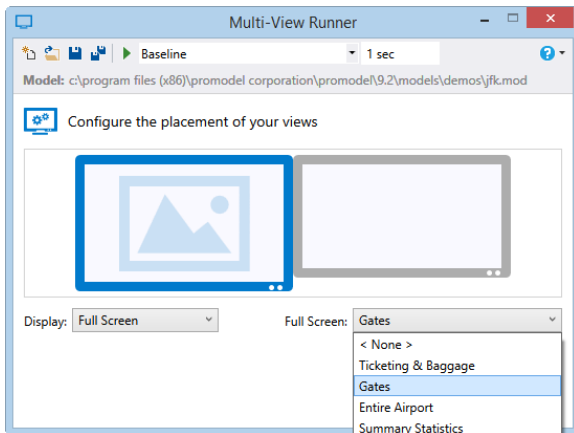 Multi-View Runner
Baseline 1 sec
Model: c:\program files (x86)\promodel corporation\promodel\9.2\models\demos\jfk.mod
Configure the placement of your views
Display: Full Screen Full Screen: Gates
< None >
Ticketing & Baggage
Gates
Entire Airport
Summary Statistics